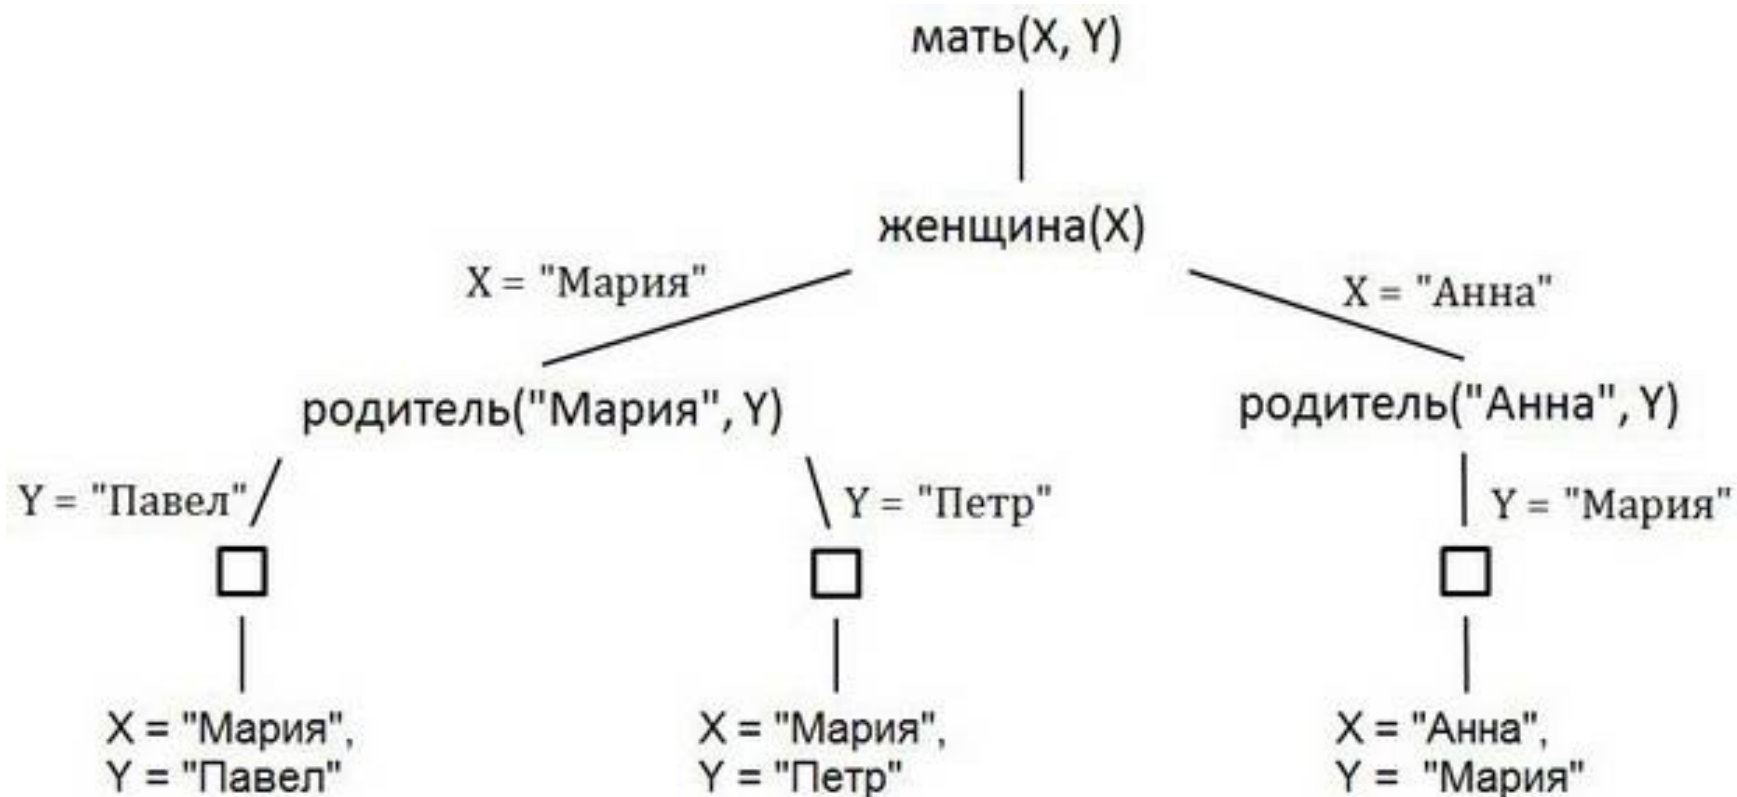 мать(X, Y)
женщина(X)
X = "Мария"
X = "Анна"
родитель("Мария", Y)
родитель("Анна", Y)
Y = "Павел"
Y = "Петр"
Y = "Мария"
X = "Мария",
Y = "Павел"
X = "Мария",
Y = "Петр"
X = "Анна",
Y = "Мария"